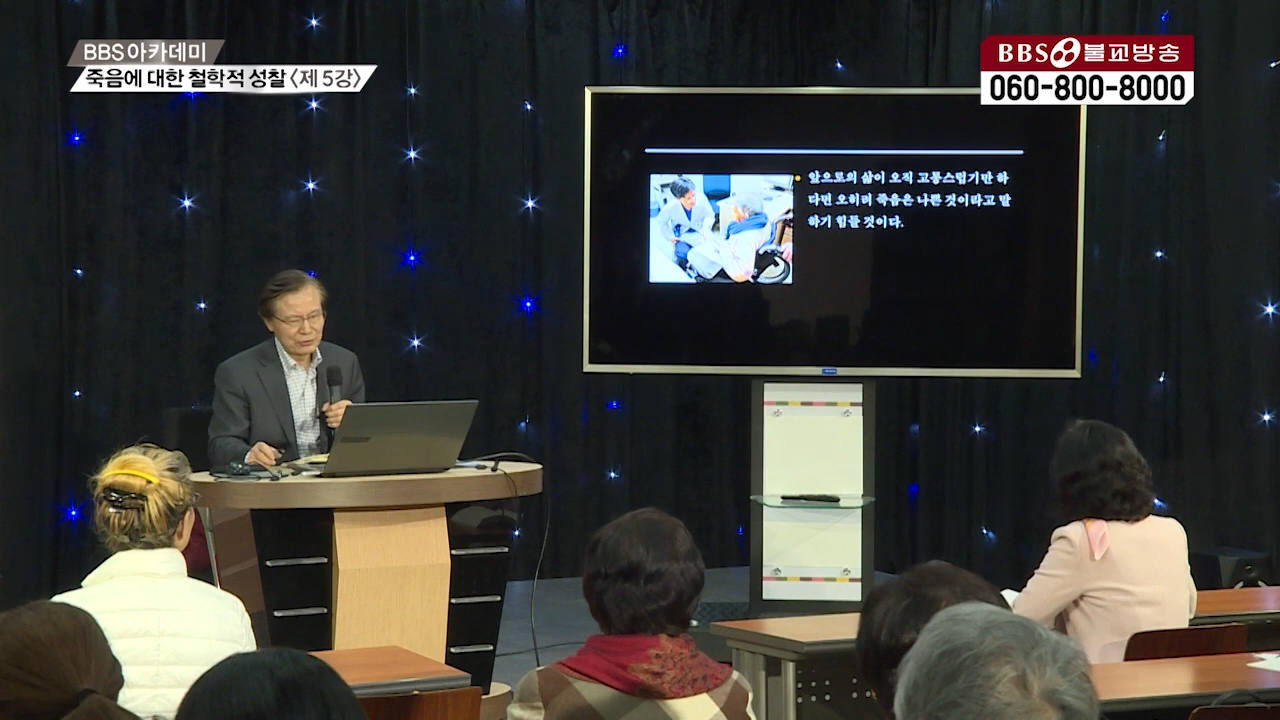 BBS 아카데미
죽음에 대한 철학적 성찰 〈제 5강〉
BBS 불교방송
060-800-8000
앞으로의 삶이 오직 고통스럽기만 하
다면 오히려 죽음은 나쁜 것이라고 말
하기 힘들 것이다.